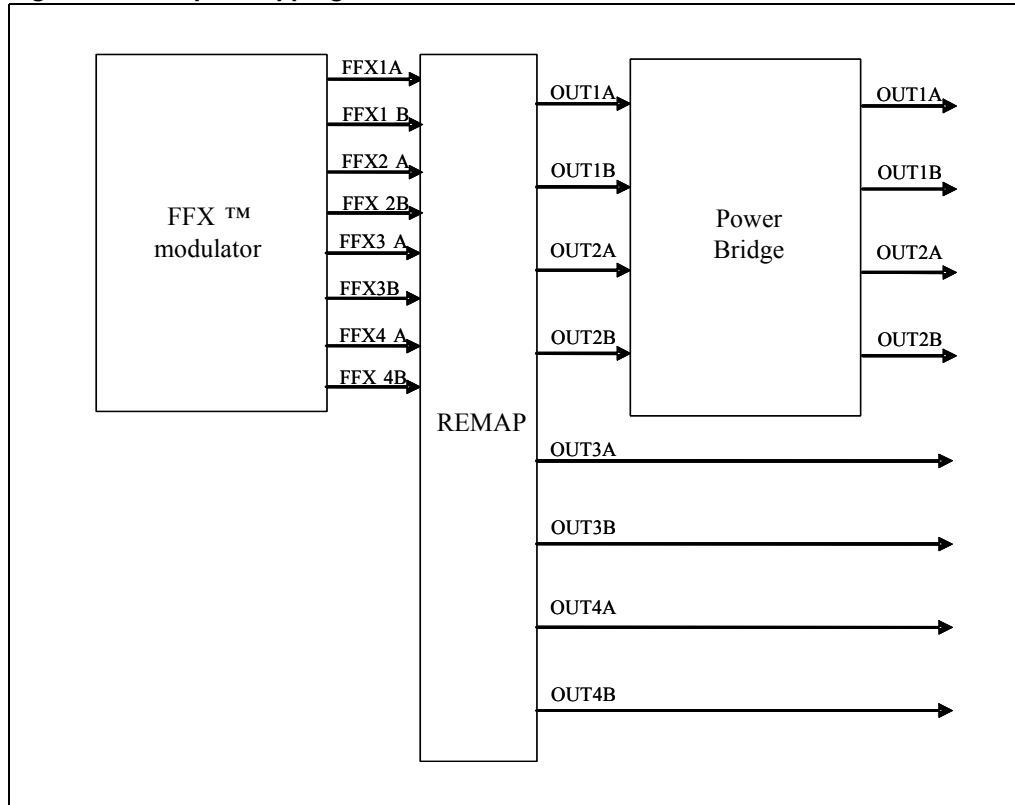 FFX1A
FFX1 B
FFX2 A
FFX 2B
FFX3 A
FFX3B
FFX4 A
FFX 4B
FFX ™
modulator
REMAP
OUT1A
OUT1B
OUT2A
OUT2B
OUT3A
OUT3B
OUT4A
OUT4B
Power
Bridge
OUT1A
OUT1B
OUT2A
OUT2B